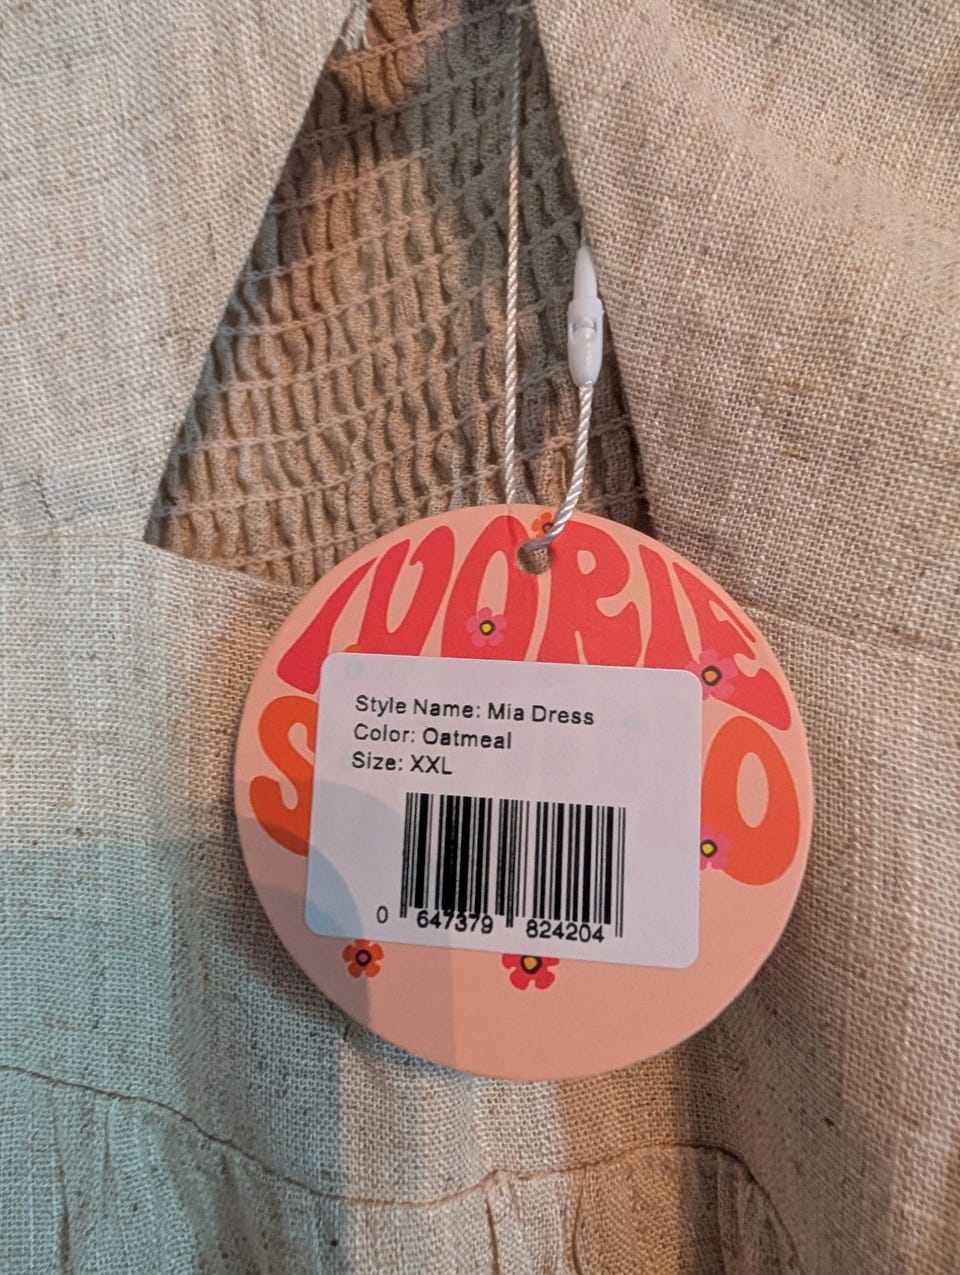 IVORIE
Style Name: Mia Dress
Color: Oatmeal
Size: XXL
0 647379 824204